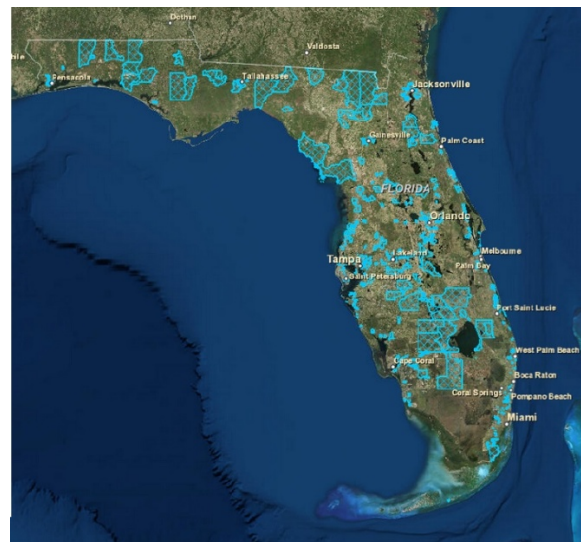 Dothan
Valdosta
Pensacola
Tallahassee
Jacksonville
Gainesville
Palm Coast
FLORIDA
Orlando
Tampa
Lakeland
Melbourne
Palm Bay
Saint Petersburg
Fort Saint Lucie
West Palm Beach
Cape Coral
Boca Raton
Coral Springs
Pompano Beach
Miami